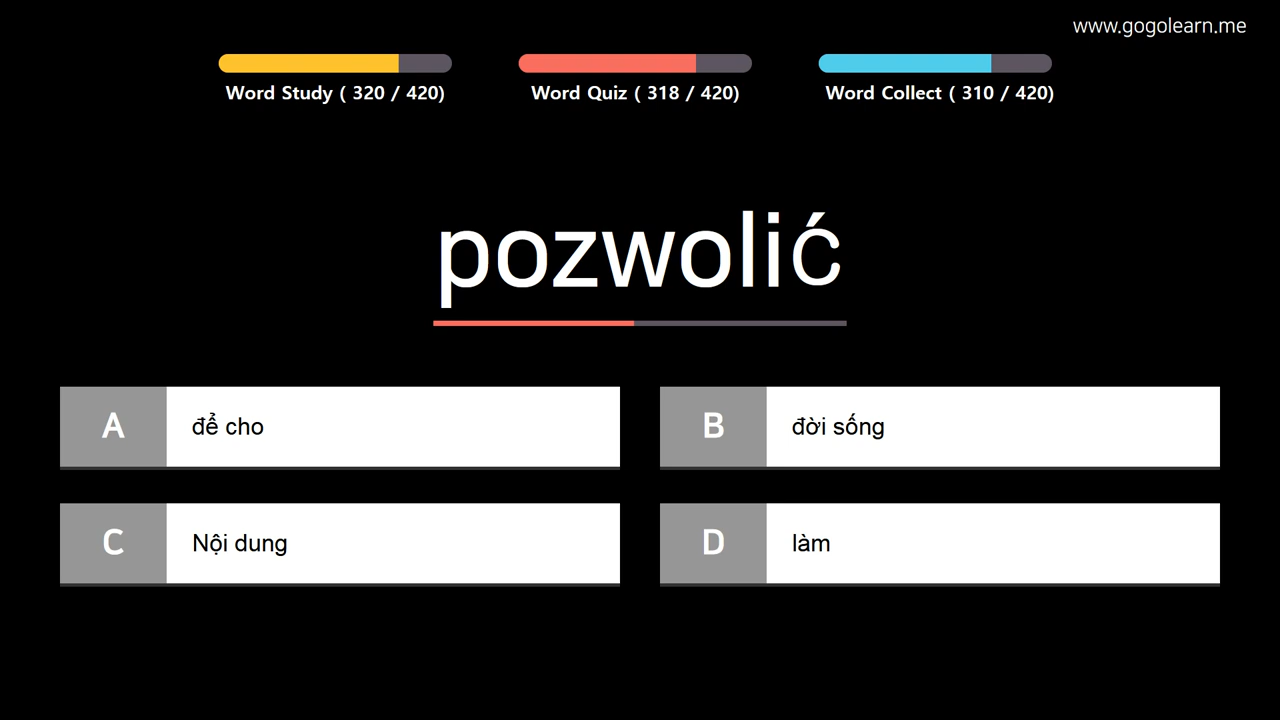 www.gogolearn.me
Word Study ( 320 / 420)
Word Quiz ( 318 / 420)
Word Collect ( 310 / 420)
pozwolić
A
để cho
B
đời sống
C
Nội dung
D
làm